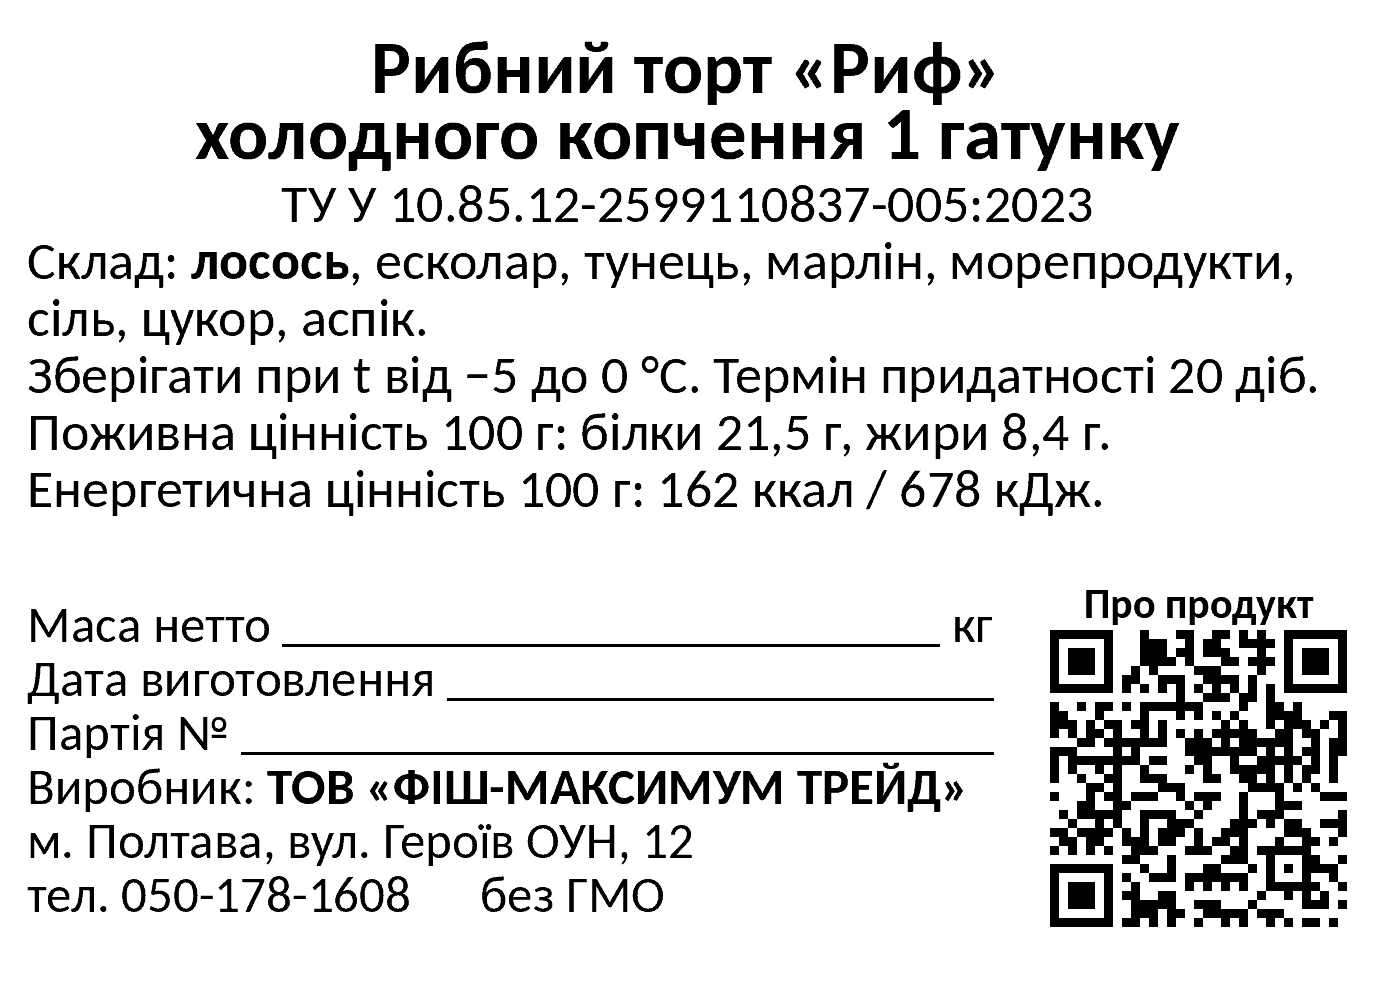 Рибний торт «Риф»
холодного копчення 1 гатунку
ТУ У 10.85.12-2599110837-005:2023
Склад: лосось, есколар, тунець, марлін, морепродукти,
сіль, цукор, аспік.
Зберігати при t від −5 до 0 °C. Термін придатності 20 діб.
Поживна цінність 100 г: білки 21,5 г, жири 8,4 г.
Енергетична цінність 100 г: 162 ккал / 678 кДж.
Маса нетто ____________________ кг
Дата виготовлення ____________________
Партія № ____________________
Виробник: ТОВ «ФІШ-МАКСИМУМ ТРЕЙД»
м. Полтава, вул. Героїв ОУН, 12
тел. 050-178-1608 без ГМО
Про продукт